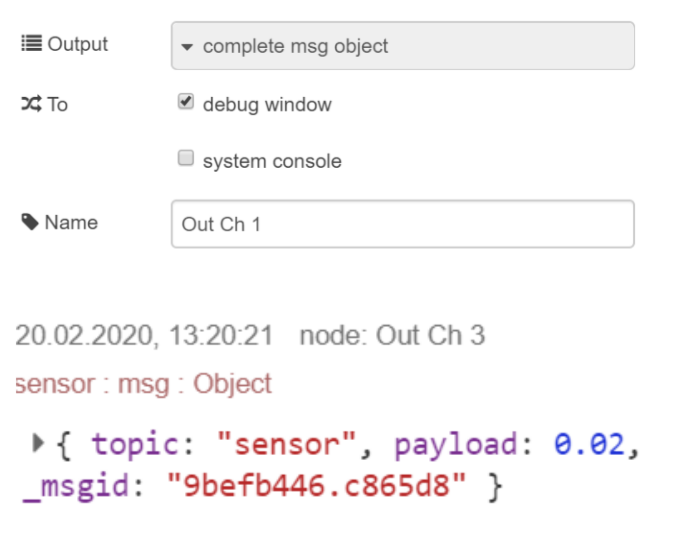 Output complete msg object
To debug window
system console
Name Out Ch 1
20.02.2020, 13:20:21 node: Out Ch 3
sensor : msg : Object
{ topic: "sensor", payload: 0.02,
_msgid: "9befb446.c865d8" }